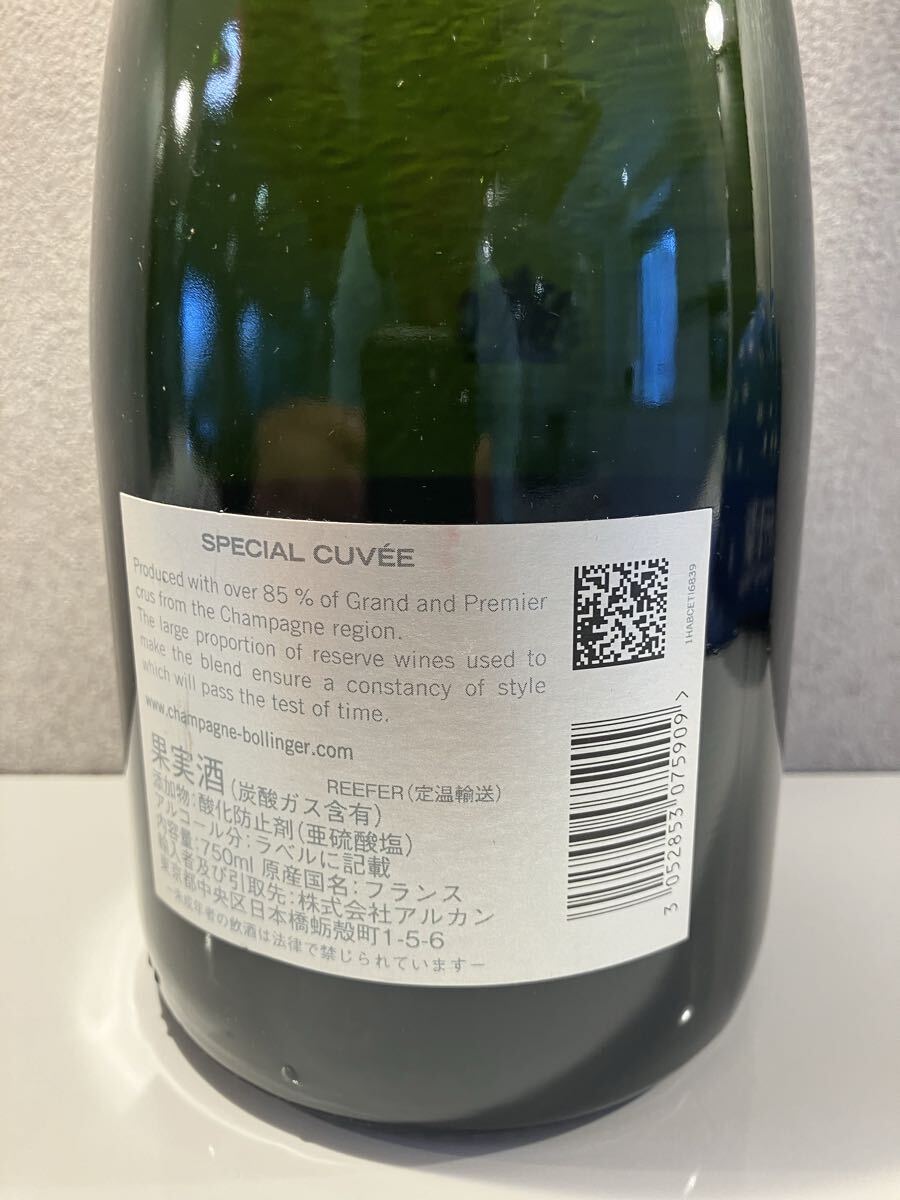 SPECIAL CUVÉE
Produced with over 85 % of Grand and Premier
crus from the Champagne region.
The large proportion of reserve wines used to
make the blend ensure a constancy of style
which will pass the test of time.
www.champagne-bollinger.com
果実酒(炭酸ガス含有)
REEFER(定温輸送)
添加物:酸化防止剤(亜硫酸塩)
アルコール分:ラベルに記載
内容量:750ml 原産国名:フランス
輸入者及び引取先:株式会社アルカン
東京都中央区日本橋蛎殻町1-5-6
―未成年者の飲酒は法律で禁じられています―
1HABCETI6839
3 052853 075909 >